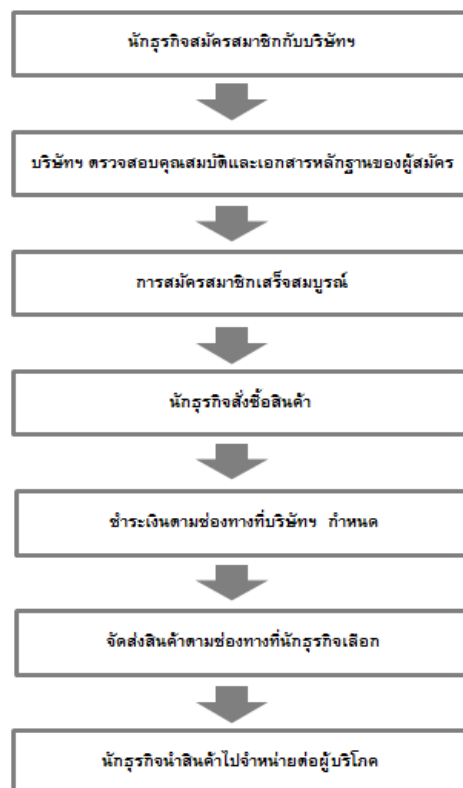 นักธุรกิจสมัครสมาชิกกับบริษัทฯ
บริษัทฯ ตรวจสอบคุณสมบัติและเอกสารหลักฐานของผู้สมัคร
การสมัครสมาชิกเสร็จสมบูรณ์
นักธุรกิจสั่งซื้อสินค้า
ชำระเงินตามช่องทางที่บริษัทฯ กำหนด
จัดส่งสินค้าตามช่องทางที่นักธุรกิจเลือก
นักธุรกิจนำสินค้าไปจำหน่ายต่อผู้บริโภค